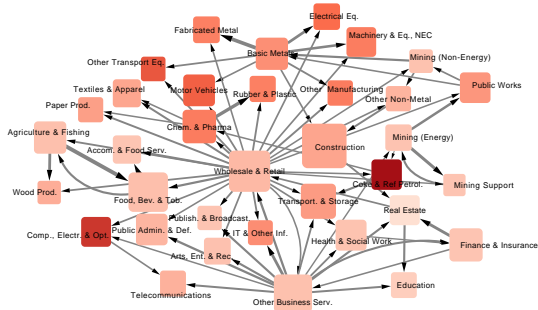 Electrical Eq.
Fabricated Metal
Machinery & Eq., NEC
Basic Metals
Mining (Non-Energy)
Other Transport Eq.
Textiles & Apparel
Motor Vehicles
Rubber & Plastic
Other Manufacturing
Public Works
Other Non-Metal
Paper Prod.
Chem. & Pharma
Agriculture & Fishing
Mining (Energy)
Accom. & Food Serv.
Construction
Wholesale & Retail
Coke & Ref Petrol.
Mining Support
Wood Prod.
Food, Bev. & Tob.
Transport. & Storage
Real Estate
Publish. & Broadcast.
Comp., Electr. & Opt.
Public Admin. & Def.
IT & Other Inf.
Health & Social Work
Finance & Insurance
Arts, Ent. & Rec.
Telecommunications
Other Business Serv.
Education